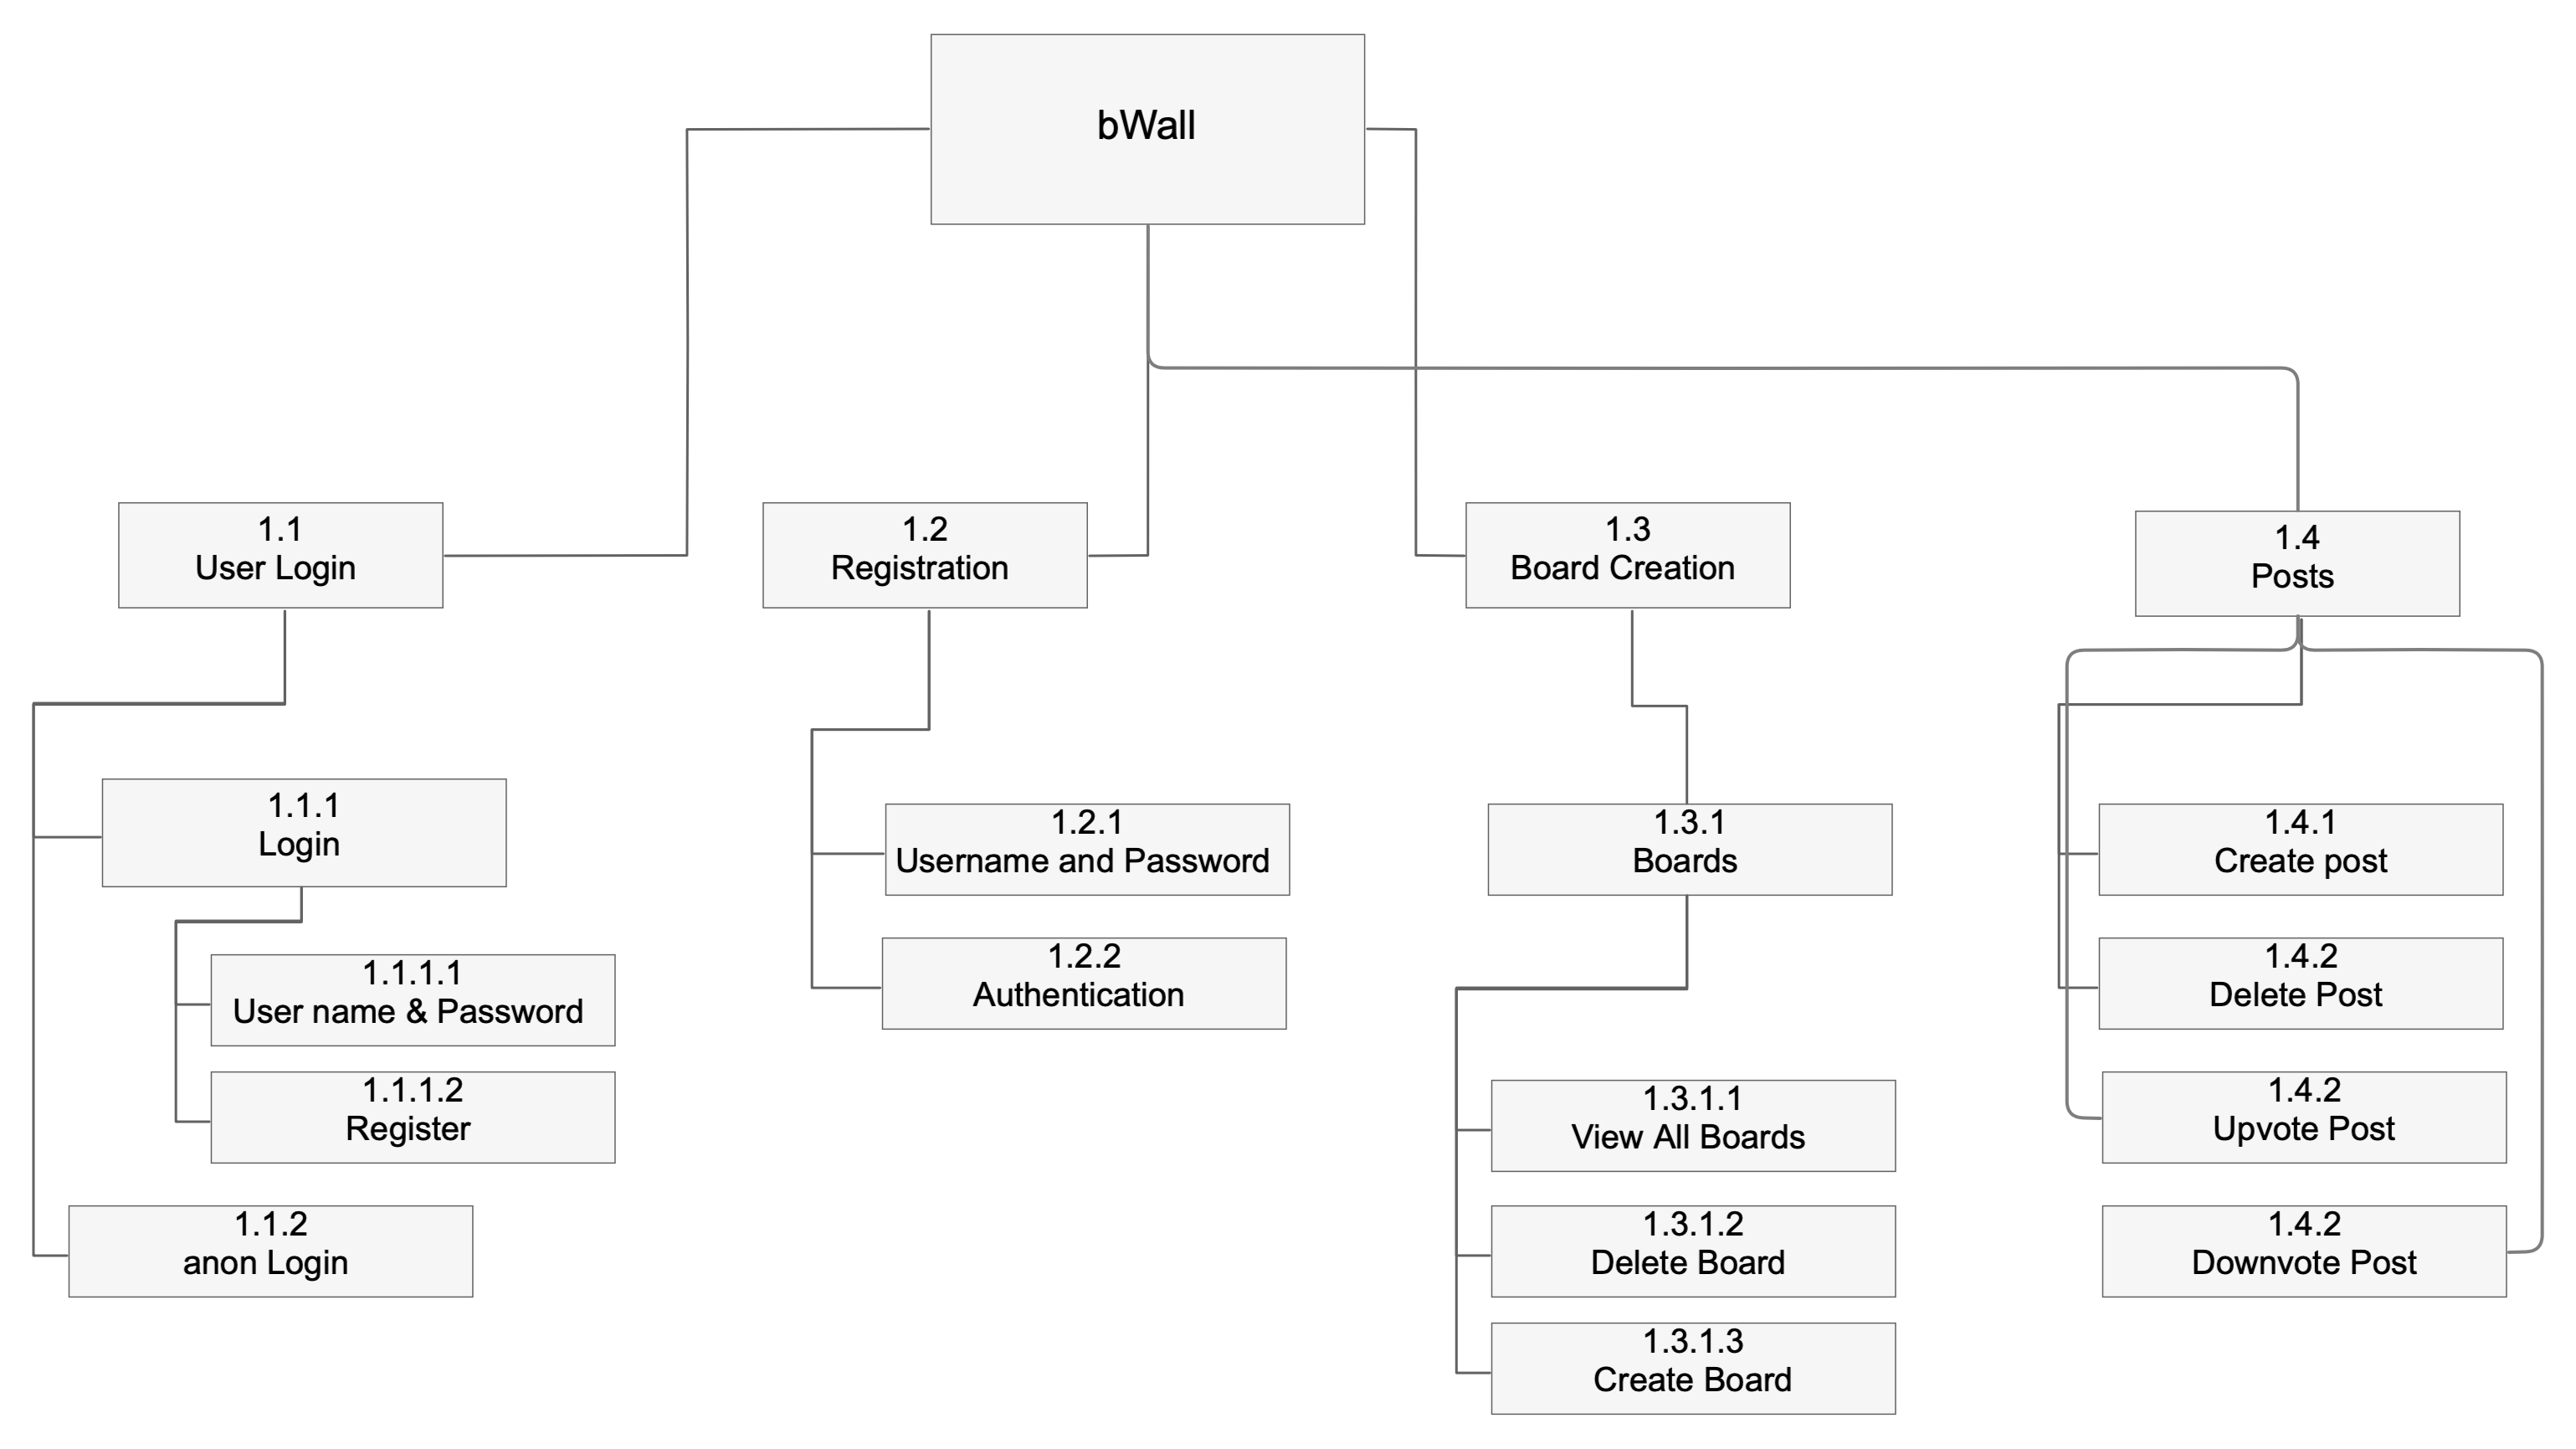 bWall
1.1
User Login
1.2
Registration
1.3
Board Creation
1.4
Posts
1.1.1
Login
1.1.1.1
User name & Password
1.1.1.2
Register
1.1.2
anon Login
1.2.1
Username and Password
1.2.2
Authentication
1.3.1
Boards
1.3.1.1
View All Boards
1.3.1.2
Delete Board
1.3.1.3
Create Board
1.4.1
Create post
1.4.2
Delete Post
1.4.2
Upvote Post
1.4.2
Downvote Post